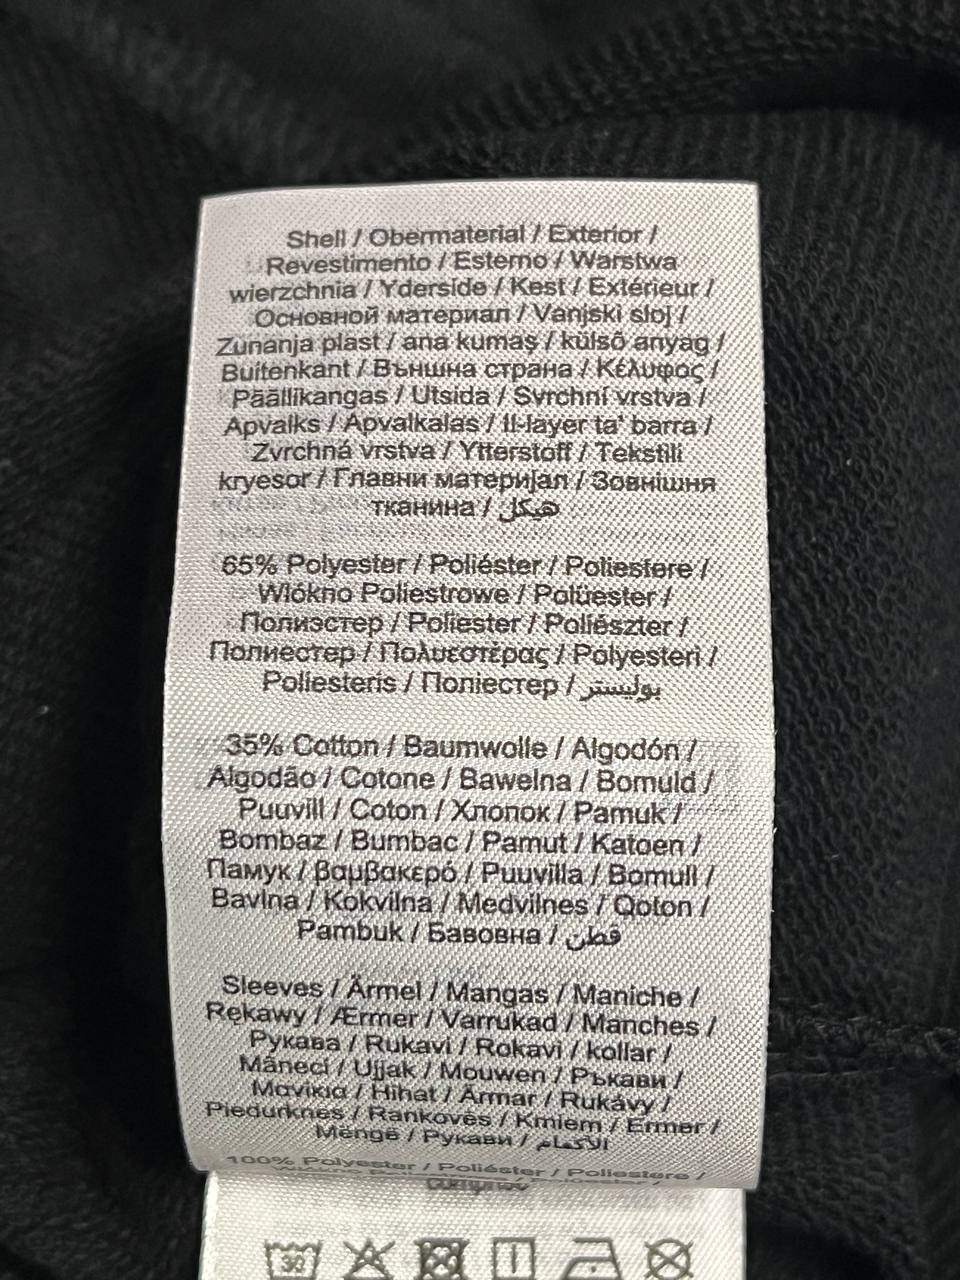 Shell / Obermaterial / Exterior /
Revestimento / Esterno / Warstwa
wierzchnia / Yderside / Kest / Extérieur /
Основной материал / Vanjski sloj /
Zunanja plast / ana kumaş / külső anyag /
Buitenkant / Външна страна / Κέλυφος /
Päällikangas / Utsida / Svrchní vrstva /
Apvalks / Apvalkalas / Il-layer ta' barra /
Zvrchná vrstva / Ytterstoff / Tekstili
kryesor / Главни материјал / Зовнішня
тканина / هيكل
65% Polyester / Poliéster / Poliestere /
Włókno Poliestrowe / Polüester /
Полиэстер / Poliester / Poliészter /
Полиестер / Πολυεστέρας / Polyesteri /
Poliesteris / Поліестер / بوليستر
35% Cotton / Baumwolle / Algodón /
Algodão / Cotone / Bawełna / Bomuld /
Puuvill / Coton / Хлопок / Pamuk /
Bombaz / Bumbac / Pamut / Katoen /
Памук / βαμβακερό / Puuvilla / Bomull /
Bavlna / Kokvilna / Medvilnes / Qoton /
Pambuk / Бавовна / قطن
Sleeves / Ärmel / Mangas / Maniche /
Rękawy / Ærmer / Varrukad / Manches /
Рукава / Rukavi / Rokavi / kollar /
Mâneci / Ujjak / Mouwen / Ръкави /
Μανίκια / Hihat / Ärmar / Rukávy /
Piedurknes / Rankovės / Kmiem / Ermer /
Mëngë / Рукави / الأكمام
100% Polyester / Poliéster / Poliestere /
30